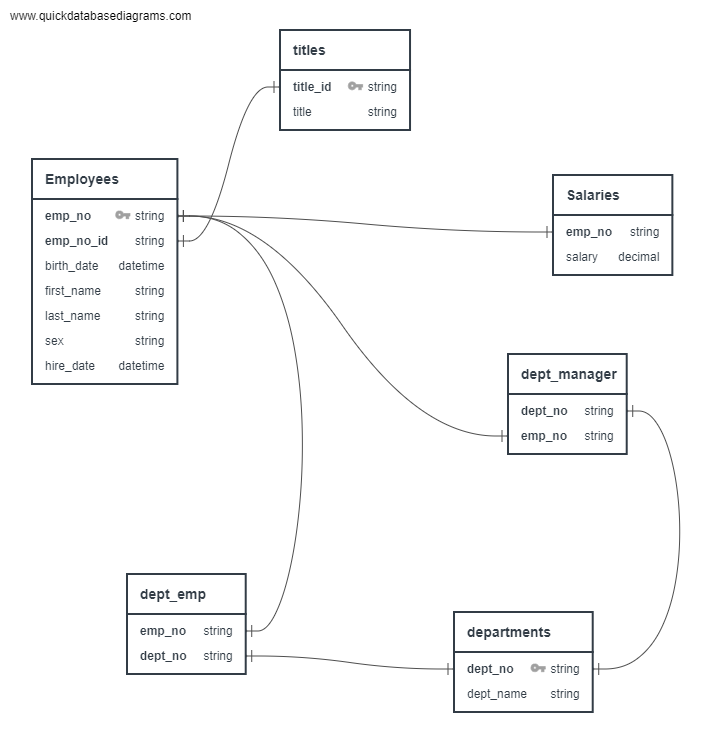 www.quickdatabasediagrams.com
titles
title_id string
title string
Employees
emp_no string
emp_no_id string
birth_date datetime
first_name string
last_name string
sex string
hire_date datetime
Salaries
emp_no string
salary decimal
dept_manager
dept_no string
emp_no string
dept_emp
emp_no string
dept_no string
departments
dept_no string
dept_name string